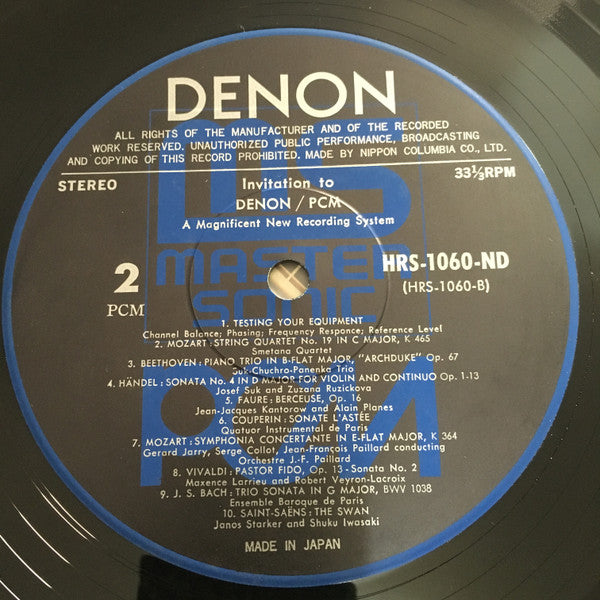 DENON
ALL RIGHTS OF THE MANUFACTURER AND OF THE RECORDED
WORK RESERVED. UNAUTHORIZED PUBLIC PERFORMANCE, BROADCASTING
AND COPYING OF THIS RECORD PROHIBITED. MADE BY NIPPON COLUMBIA CO., LTD.
STEREO
33⅓RPM
Invitation to
DENON / PCM
A Magnificent New Recording System
MS
MASTER
SONIC
PCM
2
PCM
HRS-1060-ND
(HRS-1060-B)
1. TESTING YOUR EQUIPMENT
Channel Balance; Phasing; Frequency Responce; Reference Level
2. MOZART: STRING QUARTET No. 19 IN C MAJOR, K 465
Smetana Quartet
3. BEETHOVEN: PIANO TRIO IN B-FLAT MAJOR, "ARCHDUKE" Op. 67
Suk-Chuchro-Panenka Trio
4. HÄNDEL: SONATA No. 4 IN D MAJOR FOR VIOLIN AND CONTINUO Op. 1-13
Josef Suk and Zuzana Ruzickova
5. FAURE: BERCEUSE, Op. 16
Jean-Jacques Kantorow and Alain Planes
6. COUPERIN: SONATE L'ASTÉE
Quatuor Instrumental de Paris
7. MOZART: SYMPHONIA CONCERTANTE IN E-FLAT MAJOR, K 364
Gerard Jarry, Serge Collot, Jean-François Paillard conducting
Orchestre J.-F. Paillard
8. VIVALDI: PASTOR FIDO, Op. 13 - Sonata No. 2
Maxence Larrieu and Robert Veyron-Lacroix
9. J. S. BACH: TRIO SONATA IN G MAJOR, BWV 1038
Ensemble Baroque de Paris
10. SAINT-SAËNS: THE SWAN
Janos Starker and Shuku Iwasaki
MADE IN JAPAN